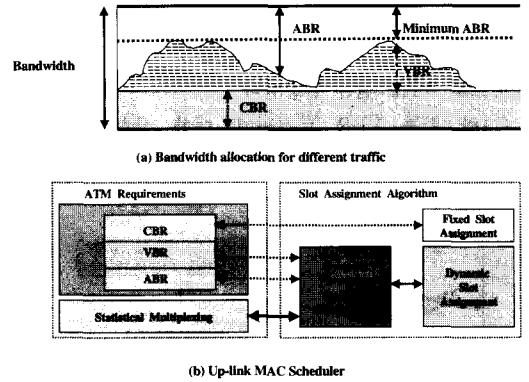 ABR
Minimum ABR
Bandwidth
VBR
CBR
(a) Bandwidth allocation for different traffic
ATM Requirements
Slot Assignment Algorithm
CBR
VBR
ABR
Statistical Multiplexing
Fixed Slot
Assignment
Dynamic
Slot
Assignment
(b) Up-link MAC Scheduler